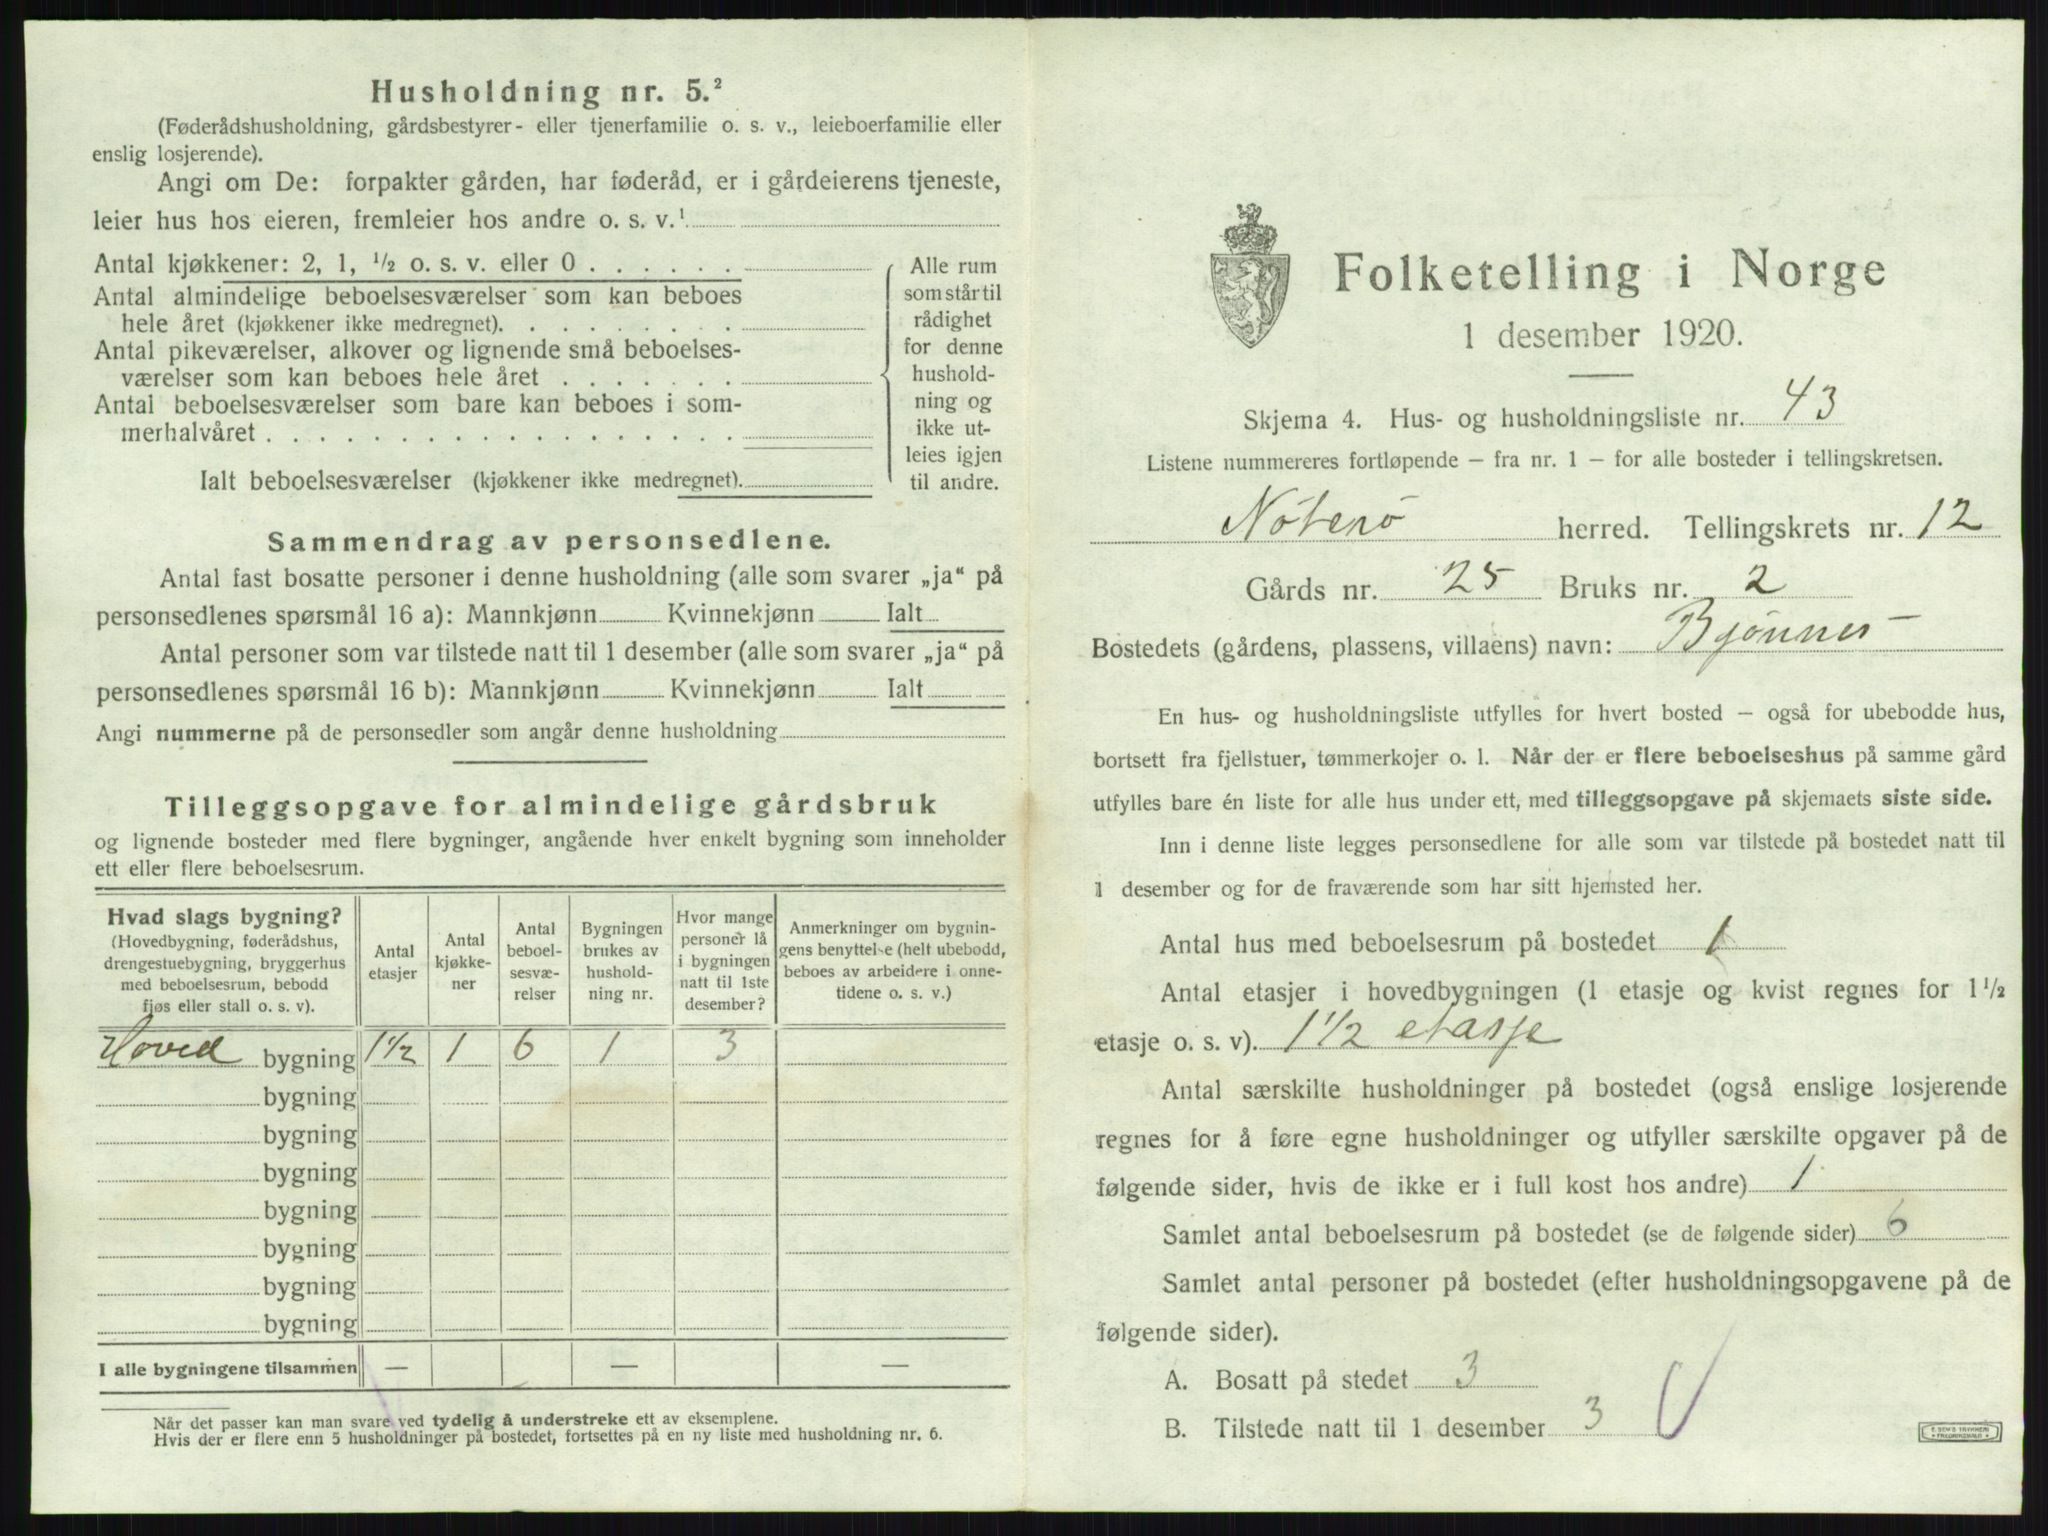 Husholdning nr. 5.²
(Føderådshusholdning, gårdsbestyrer- eller tjenerfamilie o. s. v., leieboerfamilie eller
enslig losjerende).
Angi om De: forpakter gården, har føderåd, er i gårdeierens tjeneste,
leier hus hos eieren, fremleier hos andre o. s. v.¹
Antal kjøkkener: 2, 1, ½ o. s. v. eller 0 . . . . . .
Antal almindelige beboelsesværelser som kan beboes
hele året (kjøkkener ikke medregnet). . . . . . . . .
Antal pikeværelser, alkover og lignende små beboelses-
værelser som kan beboes hele året . . . . . . .
Antal beboelsesværelser som bare kan beboes i som-
merhalvåret . . . . . . . . . . . . . . . . . .
Ialt beboelsesværelser (kjøkkener ikke medregnet).
Alle rum
som står til
rådighet
for denne
hushold-
ning og
ikke ut-
leies igjen
til andre.
Sammendrag av personsedlene.
Antal fast bosatte personer i denne husholdning (alle som svarer „ja“ på
personsedlenes spørsmål 16 a): Mannkjønn Kvinnekjønn Ialt
Antal personer som var tilstede natt til 1 desember (alle som svarer „ja“ på
personsedlenes spørsmål 16 b): Mannkjønn Kvinnekjønn Ialt
Angi nummerne på de personsedler som angår denne husholdning
Tilleggsopgave for almindelige gårdsbruk
og lignende bosteder med flere bygninger, angående hver enkelt bygning som inneholder
ett eller flere beboelsesrum.
Hvad slags bygning?
(Hovedbygning, føderådshus,
drengestuebygning, bryggerhus
med beboelsesrum, bebodd
fjøs eller stall o. s. v).
Antal
etasjer
Antal
kjøkke-
ner
Antal
beboel-
sesvæ-
relser
Bygningen
brukes av
hushold-
ning nr.
Hvor mange
personer lå
i bygningen
natt til 1ste
desember?
Anmerkninger om bygnin-
gens benyttelse (helt ubebodd,
beboes av arbeidere i onne-
tidene o. s. v.)
Hoved bygning 1½ 1 6 1 3
bygning
bygning
bygning
bygning
bygning
bygning
bygning
I alle bygningene tilsammen — — —
Når det passer kan man svare ved tydelig å understreke ett av eksemplene.
Hvis der er flere enn 5 husholdninger på bostedet, fortsettes på en ny liste med husholdning nr. 6.
Folketelling i Norge
1 desember 1920.
Skjema 4. Hus- og husholdningsliste nr. 43
Listene nummereres fortløpende – fra nr. 1 – for alle bosteder i tellingskretsen.
Nøterø herred. Tellingskrets nr. 12
Gårds nr. 25 Bruks nr. 2
Bostedets (gårdens, plassens, villaens) navn: Bjønnes
En hus- og husholdningsliste utfylles for hvert bosted – også for ubebodde hus,
bortsett fra fjellstuer, tømmerkojer o. l. Når der er flere beboelseshus på samme gård
utfylles bare én liste for alle hus under ett, med tilleggsopgave på skjemaets siste side.
Inn i denne liste legges personsedlene for alle som var tilstede på bostedet natt til
1 desember og for de fraværende som har sitt hjemsted her.
Antal hus med beboelsesrum på bostedet 1
Antal etasjer i hovedbygningen (1 etasje og kvist regnes for 1½
etasje o. s. v). 1½ etasje
Antal særskilte husholdninger på bostedet (også enslige losjerende
regnes for å føre egne husholdninger og utfyller særskilte opgaver på de
følgende sider, hvis de ikke er i full kost hos andre) 1
Samlet antal beboelsesrum på bostedet (se de følgende sider) 6
Samlet antal personer på bostedet (efter husholdningsopgavene på de
følgende sider).
A. Bosatt på stedet 3
B. Tilstede natt til 1 desember 3